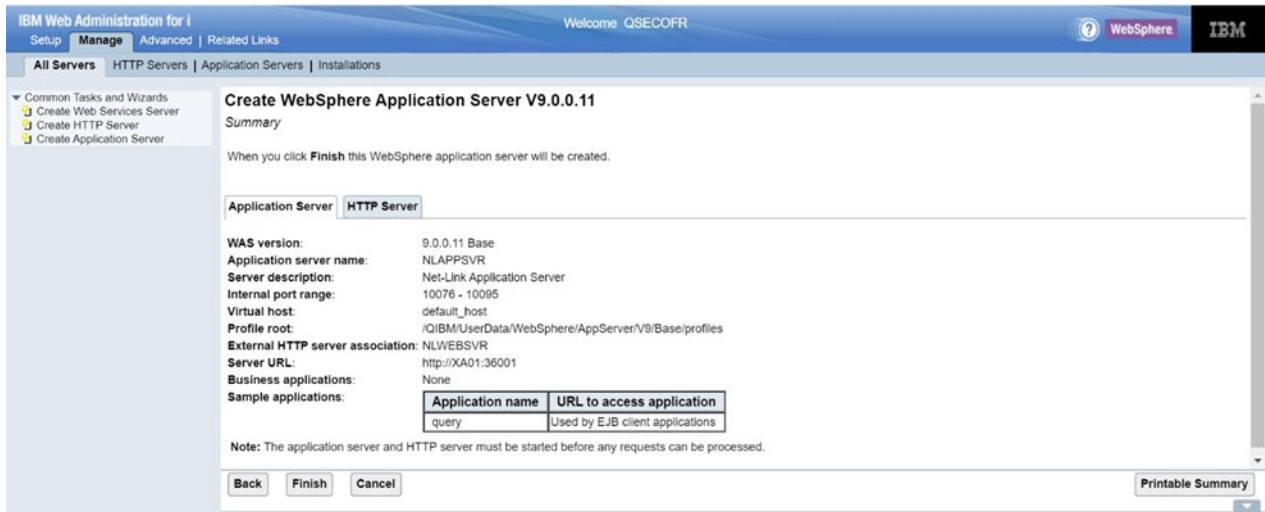 IBM Web Administration for i
Welcome QSECOFR
WebSphere.
IBM
Setup Manage Advanced | Related Links
All Servers HTTP Servers | Application Servers | Installations
Common Tasks and Wizards
Create Web Services Server
Create HTTP Server
Create Application Server
Create WebSphere Application Server V9.0.0.11
Summary
When you click Finish this WebSphere application server will be created.
Application Server HTTP Server
WAS version: 9.0.0.11 Base
Application server name: NLAPPSVR
Server description: Net-Link Application Server
Internal port range: 10076 - 10095
Virtual host: default_host
Profile root: /QIBM/UserData/WebSphere/AppServer/V9/Base/profiles
External HTTP server association: NLWEBSVR
Server URL: http://XA01:36001
Business applications: None
Sample applications: Application name URL to access application
query Used by EJB client applications
Note: The application server and HTTP server must be started before any requests can be processed.
Back Finish Cancel Printable Summary